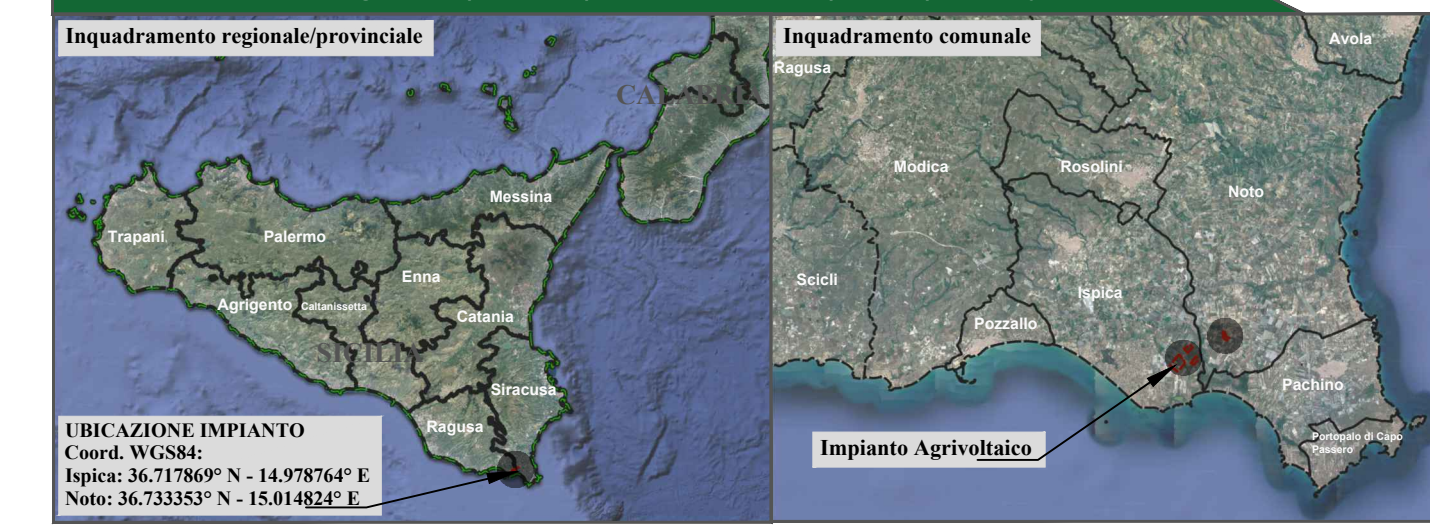 Inquadramento regionale/provinciale
CALABRIA
Messina
Trapani
Palermo
Enna
Agrigento
Caltanissetta
Catania
SICILIA
Siracusa
Ragusa
UBICAZIONE IMPIANTO
Coord. WGS84:
Ispica: 36.717869° N - 14.978764° E
Noto: 36.733353° N - 15.014824° E
Inquadramento comunale
Avola
Ragusa
Modica
Rosolini
Noto
Scicli
Ispica
Pozzallo
Pachino
Impianto Agrivoltaico
Portopalo di Capo
Passero